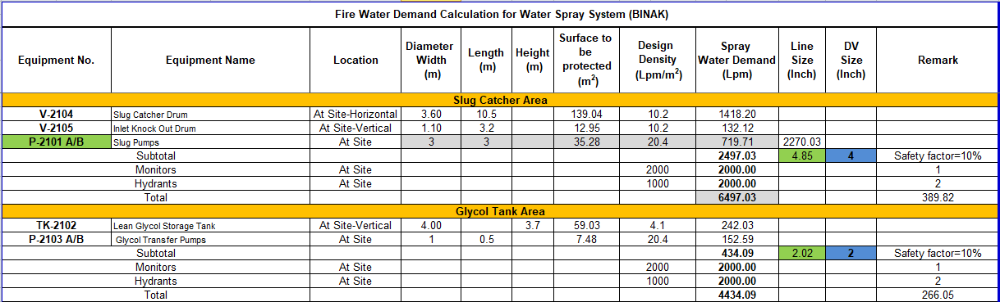 Fire Water Demand Calculation for Water Spray System (BINAK)
Equipment No. Equipment Name Location Diameter Width (m) Length (m) Height (m) Surface to be protected (m²) Design Density (Lpm/m²) Spray Water Demand (Lpm) Line Size (Inch) DV Size (Inch) Remark
Slug Catcher Area
V-2104 Slug Catcher Drum At Site-Horizontal 3.60 10.5 139.04 10.2 1418.20
V-2105 Inlet Knock Out Drum At Site-Vertical 1.10 3.2 12.95 10.2 132.12
P-2101 A/B Slug Pumps At Site 3 3 35.28 20.4 719.71 2270.03
Subtotal 2497.03 4.85 4 Safety factor=10%
Monitors At Site 2000 2000.00 1
Hydrants At Site 1000 2000.00 2
Total 6497.03 389.82
Glycol Tank Area
TK-2102 Lean Glycol Storage Tank At Site-Vertical 4.00 3.7 59.03 4.1 242.03
P-2103 A/B Glycol Transfer Pumps At Site 1 0.5 7.48 20.4 152.59
Subtotal 434.09 2.02 2 Safety factor=10%
Monitors At Site 2000 2000.00 1
Hydrants At Site 1000 2000.00 2
Total 4434.09 266.05